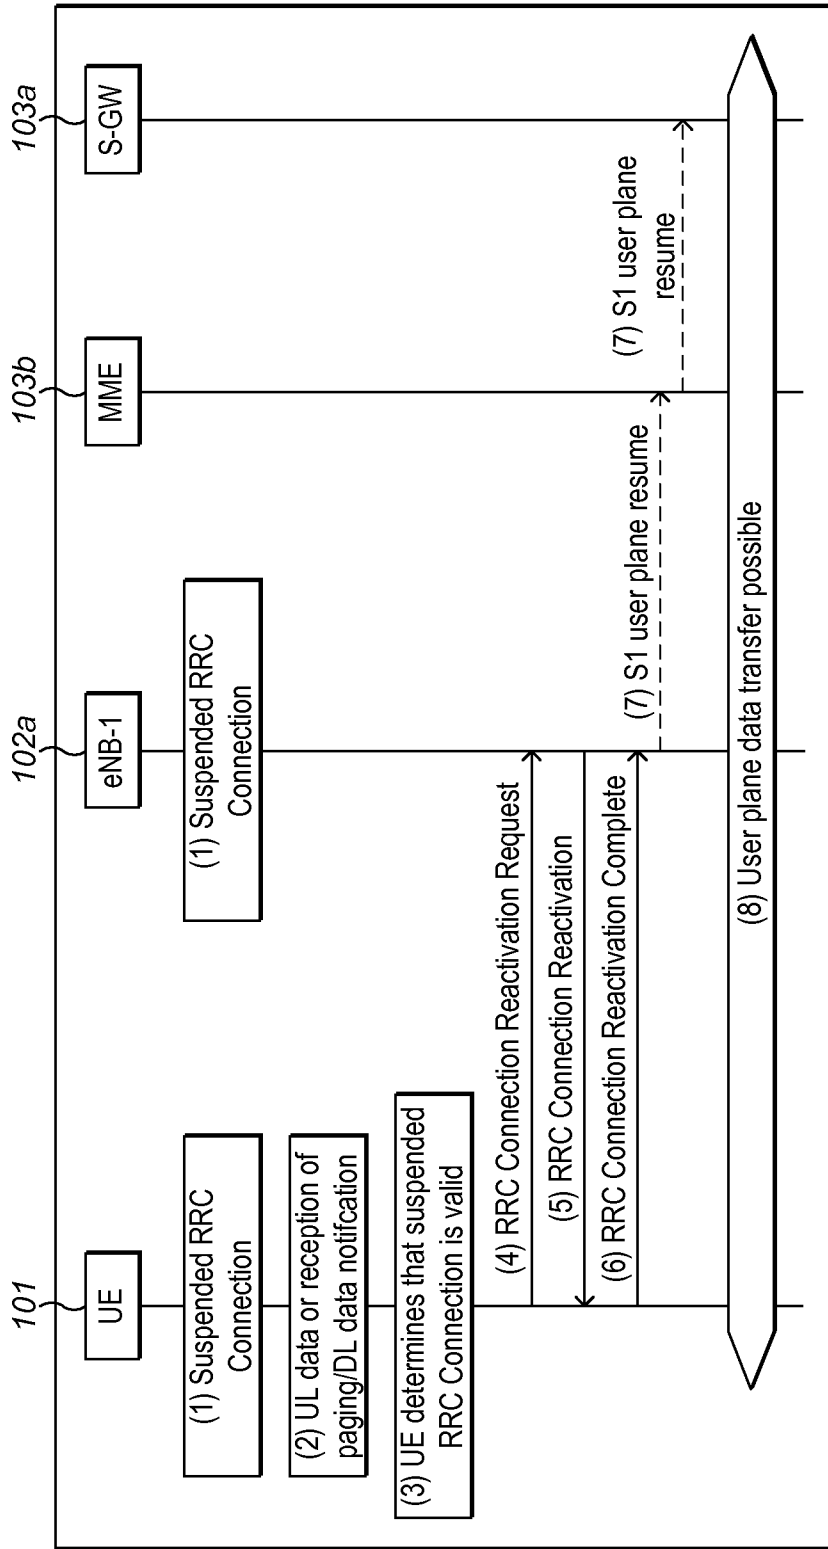 101
102a
103b
103a
UE
eNB-1
MME
S-GW
(1) Suspended RRC
Connection
(1) Suspended RRC
Connection
(2) UL data or reception of
paging/DL data notifcation
(3) UE determines that suspended
RRC Connection is valid
(4) RRC Connection Reactivation Request
(5) RRC Connection Reactivation
(6) RRC Connection Reactivation Complete
(7) S1 user plane resume
(7) S1 user plane
resume
(8) User plane data transfer possible